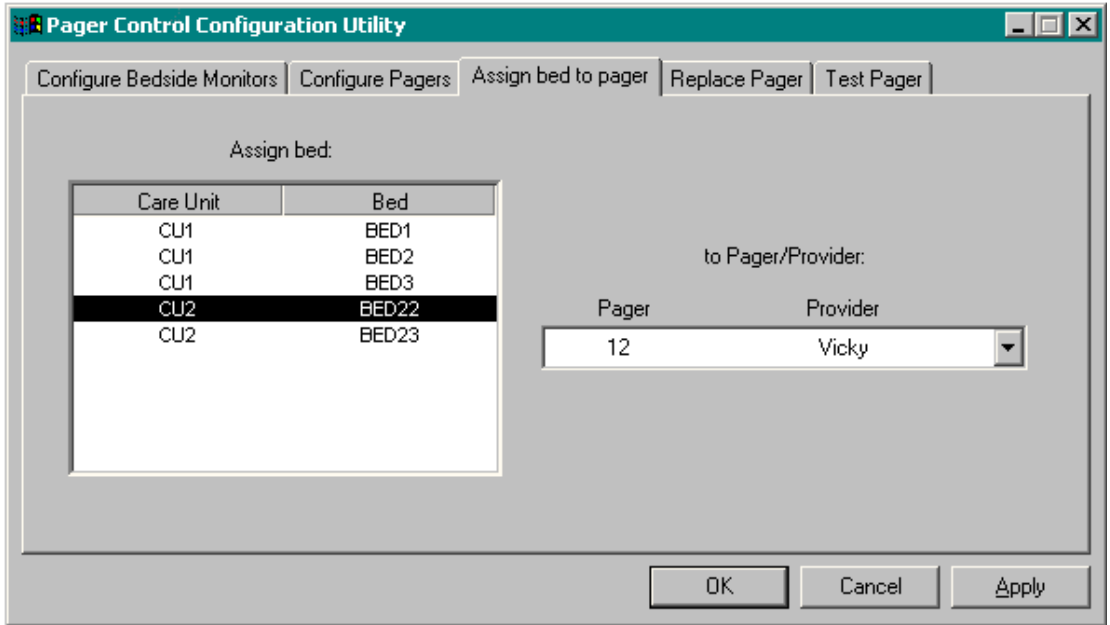 Pager Control Configuration Utility
Configure Bedside Monitors Configure Pagers Assign bed to pager Replace Pager Test Pager
Assign bed:
Care Unit Bed
CU1 BED1
CU1 BED2
CU1 BED3
CU2 BED22
CU2 BED23
to Pager/Provider:
Pager Provider
12 Vicky
OK Cancel Apply